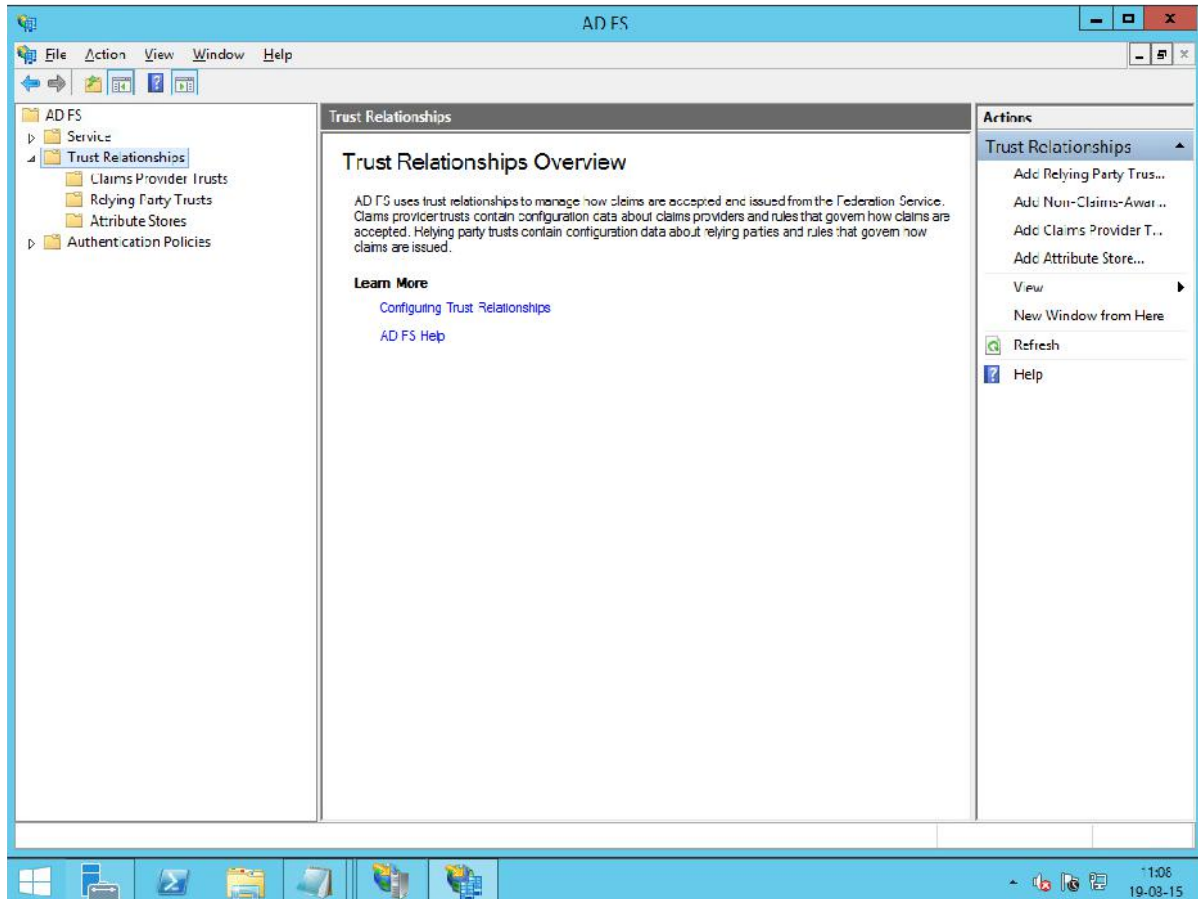 AD FS
File Action View Window Help
AD FS
Service
Trust Relationships
Claims Provider Trusts
Relying Party Trusts
Attribute Stores
Authentication Policies
Trust Relationships
Trust Relationships Overview
AD FS uses trust relationships to manage how claims are accepted and issued from the Federation Service.
Claims provider trusts contain configuration data about claims providers and rules that govern how claims are
accepted. Relying party trusts contain configuration data about relying parties and rules that govern how
claims are issued.
Learn More
Configuring Trust Relationships
AD FS Help
Actions
Trust Relationships
Add Relying Party Trus...
Add Non-Claims-Awar...
Add Claims Provider T...
Add Attribute Store...
View
New Window from Here
Refresh
Help
11:08
19-08-15